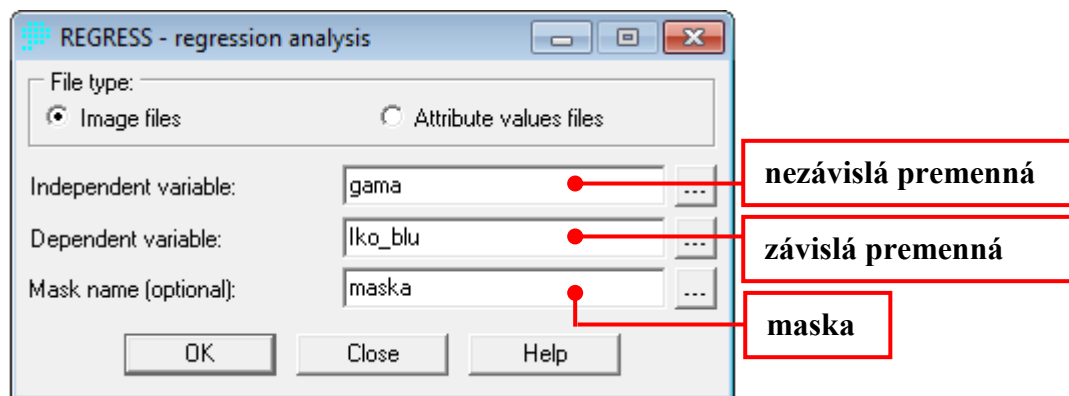 REGRESS - regression analysis
File type:
Image files Attribute values files
Independent variable: gama ... nezávislá premenná
Dependent variable: lko_blu ... závislá premenná
Mask name (optional): maska ... maska
OK Close Help